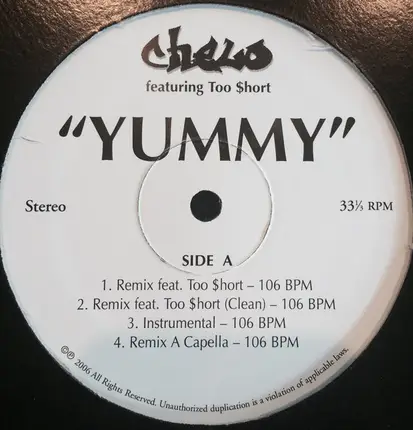 Chelo
featuring Too $hort
"YUMMY"
Stereo
33⅓ RPM
SIDE A
1. Remix feat. Too $hort – 106 BPM
2. Remix feat. Too $hort (Clean) – 106 BPM
3. Instrumental – 106 BPM
4. Remix A Capella – 106 BPM
©℗ 2006 All Rights Reserved. Unauthorized duplication is a violation of applicable laws.